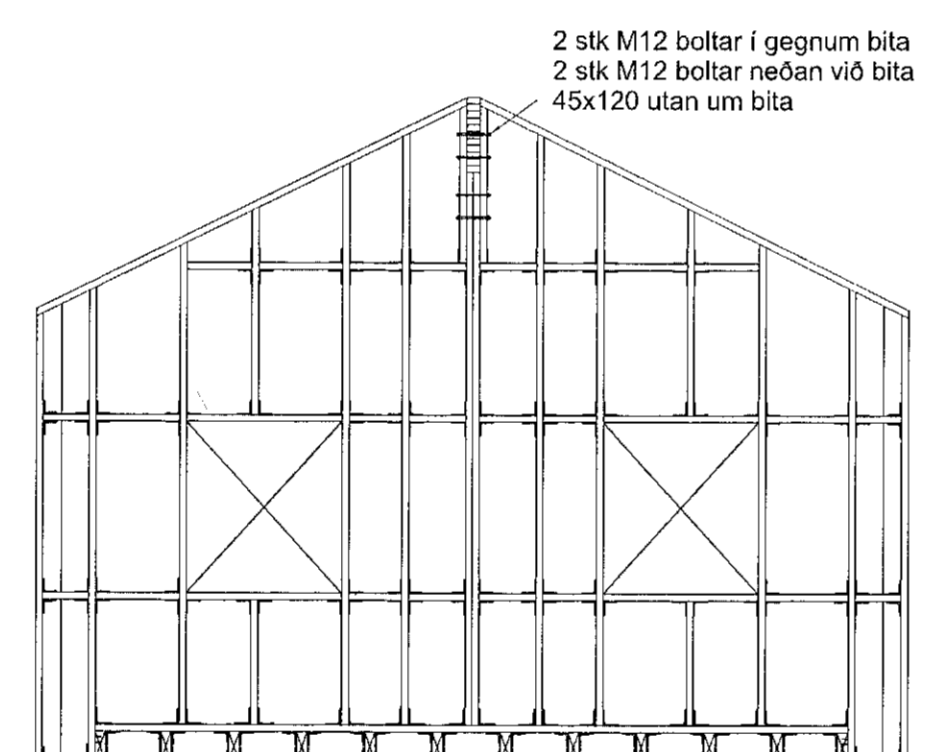 2 stk M12 boltar í gegnum bita
2 stk M12 boltar neðan við bita
45x120 utan um bita